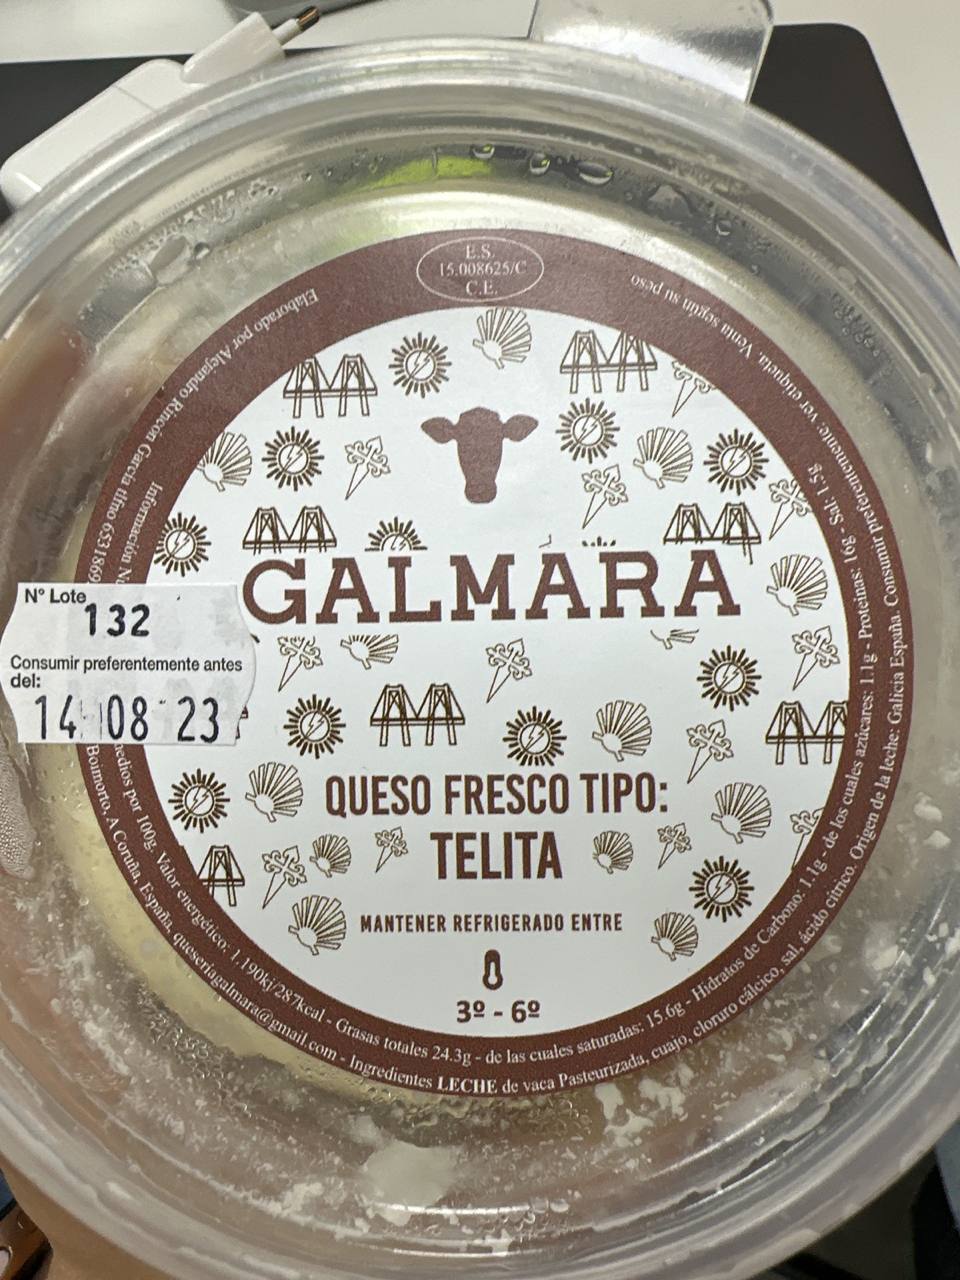 E.S.
15.008625/C
C.E.
Elaborado por Alejandro Rincón García tlfno
Boimorto, A Coruña, España, queseriagalmara@gmail.com - Ingredientes LECHE de vaca Pasteurizada, cuajo, cloruro cálcico, sal, ácido cítrico. Origen de la leche: Galicia España. Consumir preferentemente: ver etiqueta. Venta según su peso
Información
medios por 100g. Valor energético: 1.190kj/287kcal - Grasas totales 24.3g - de las cuales saturadas: 15.6g - Hidratos de Carbono: 1.1g - de los cuales azúcares: 1.1g - Proteínas: 16g - Sal: 1.5g
GALMARA
Nº Lote
132
Consumir preferentemente antes
del:
14 08 23
QUESO FRESCO TIPO:
TELITA
MANTENER REFRIGERADO ENTRE
3º - 6º